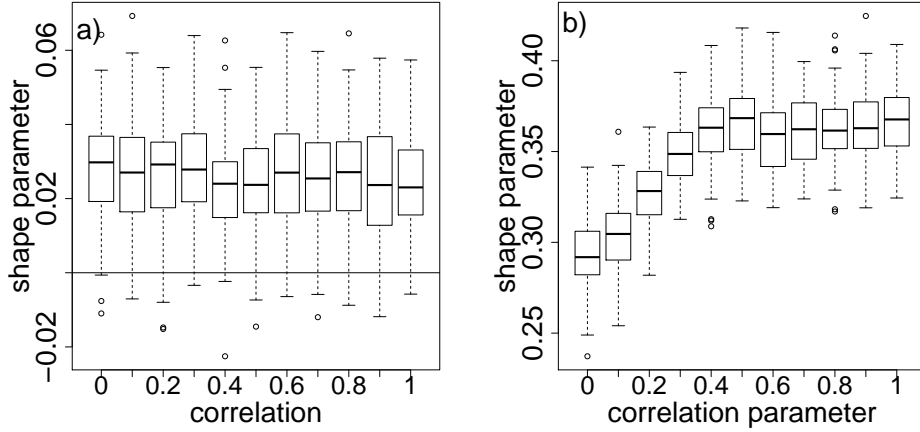 a)
shape parameter
0.06
0.02
−0.02
0 0.2 0.4 0.6 0.8 1
correlation
b)
shape parameter
0.40
0.35
0.30
0.25
0 0.2 0.4 0.6 0.8 1
correlation parameter